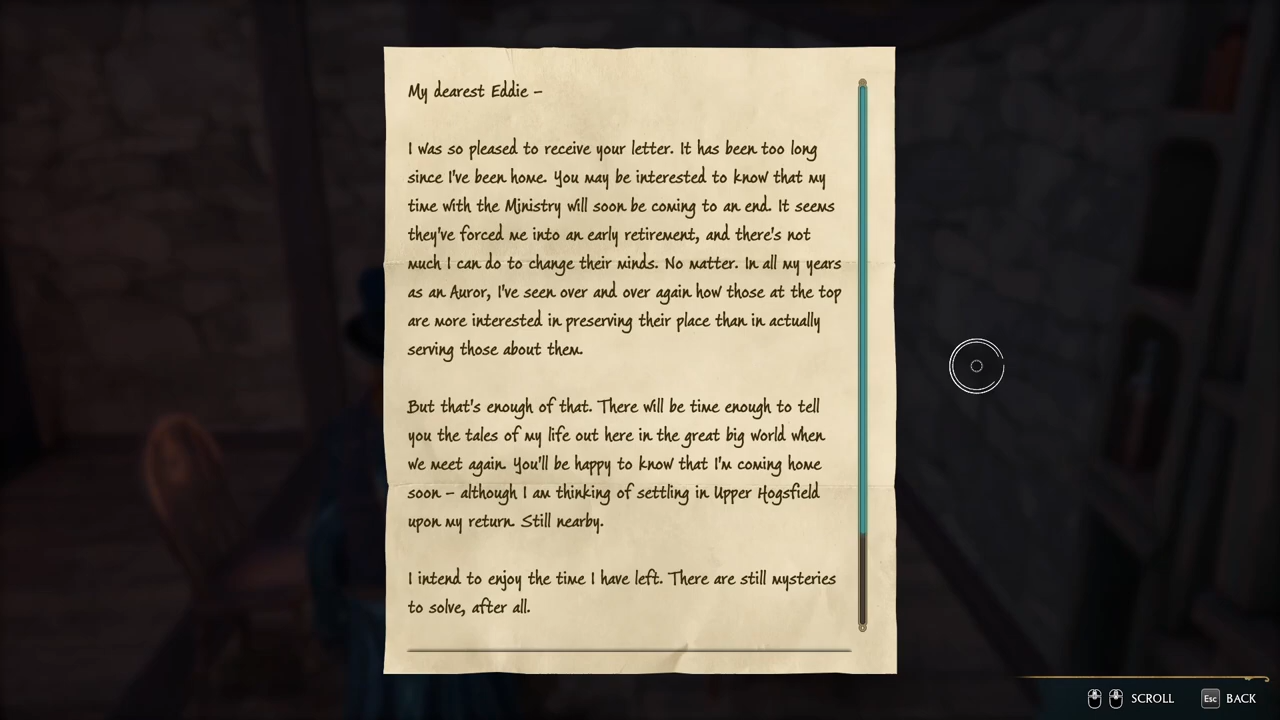 My dearest Eddie –
I was so pleased to receive your letter. It has been too long
since I've been home. You may be interested to know that my
time with the Ministry will soon be coming to an end. It seems
they've forced me into an early retirement, and there's not
much I can do to change their minds. No matter. In all my years
as an Auror, I've seen over and over again how those at the top
are more interested in preserving their place than in actually
serving those about them.
But that's enough of that. There will be time enough to tell
you the tales of my life out here in the great big world when
we meet again. You'll be happy to know that I'm coming home
soon – although I am thinking of settling in Upper Hogsfield
upon my return. Still nearby.
I intend to enjoy the time I have left. There are still mysteries
to solve, after all.
SCROLL
Esc BACK